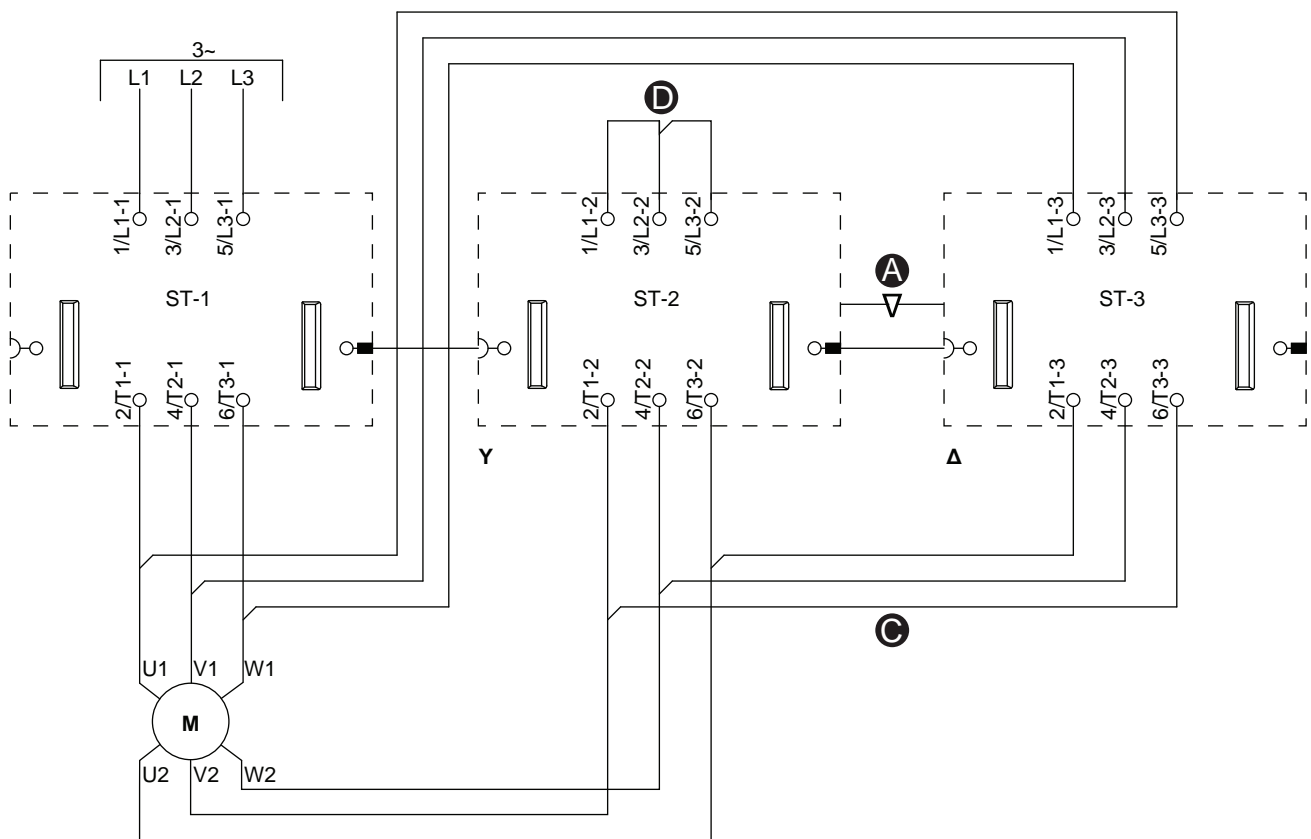 3~
L1 L2 L3
D
1/L1-1 3/L2-1 5/L3-1
1/L1-2 3/L2-2 5/L3-2
1/L1-3 3/L2-3 5/L3-3
A
ST-1 ST-2 ST-3
2/T1-1 4/T2-1 6/T3-1
2/T1-2 4/T2-2 6/T3-2
2/T1-3 4/T2-3 6/T3-3
Y Δ
C
U1 V1 W1
M
U2 V2 W2